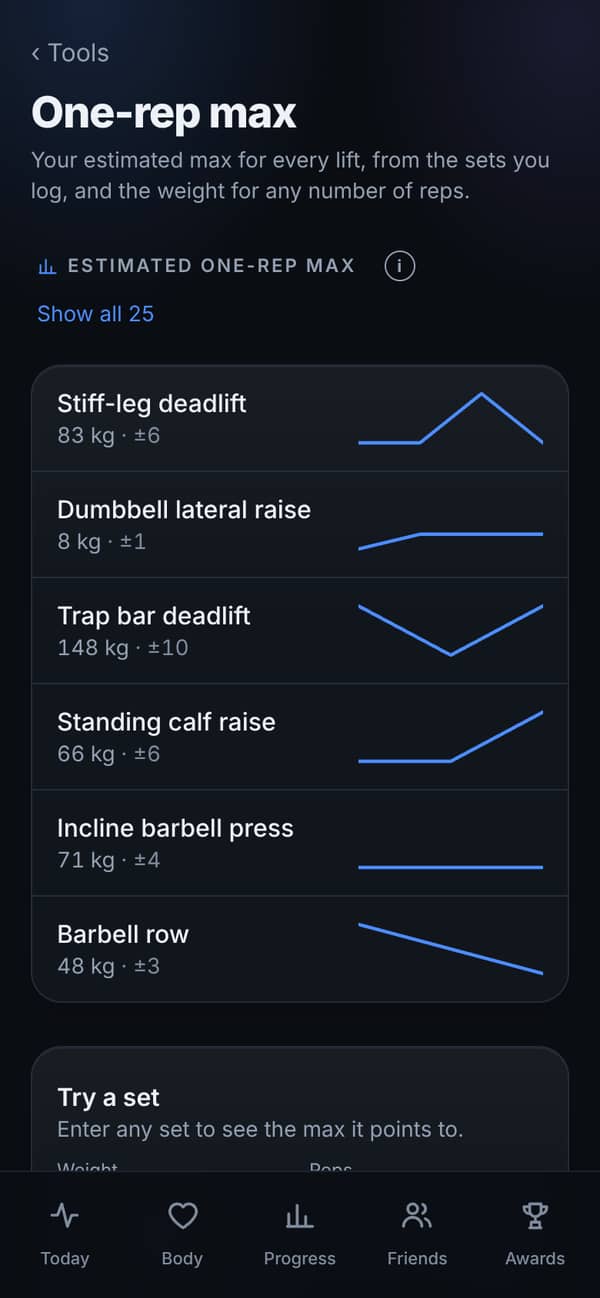 ‹ Tools
One-rep max
Your estimated max for every lift, from the sets you
log, and the weight for any number of reps.
ESTIMATED ONE-REP MAX i
Show all 25
Stiff-leg deadlift
83 kg · ±6
Dumbbell lateral raise
8 kg · ±1
Trap bar deadlift
148 kg · ±10
Standing calf raise
66 kg · ±6
Incline barbell press
71 kg · ±4
Barbell row
48 kg · ±3
Try a set
Enter any set to see the max it points to.
Weight Reps
Today Body Progress Friends Awards